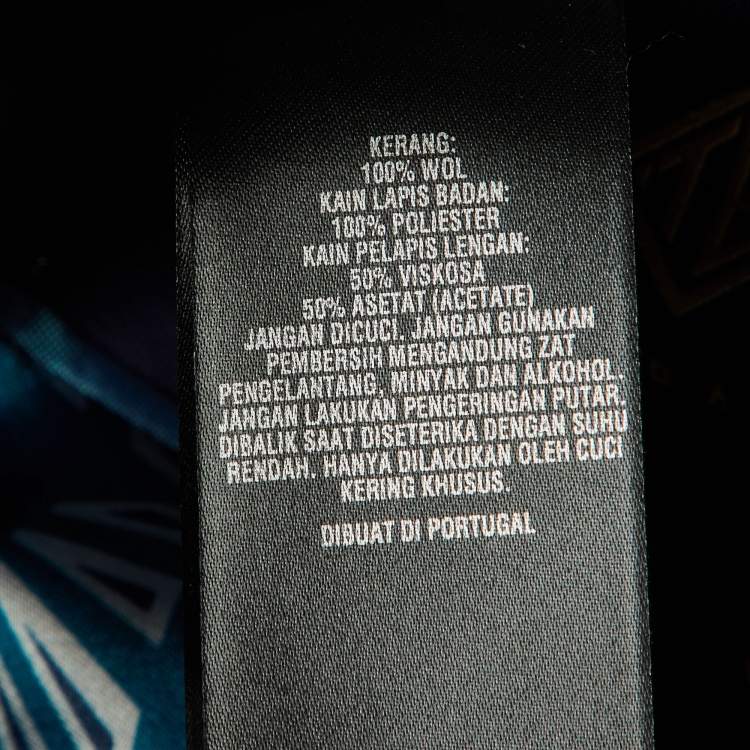 KERANG:
100% WOL
KAIN LAPIS BADAN:
100% POLIESTER
KAIN PELAPIS LENGAN:
50% VISKOSA
50% ASETAT (ACETATE)
JANGAN DICUCI. JANGAN GUNAKAN
PEMBERSIH MENGANDUNG ZAT
PENGELANTANG, MINYAK DAN ALKOHOL.
JANGAN LAKUKAN PENGERINGAN PUTAR.
DIBALIK SAAT DISETERIKA DENGAN SUHU
RENDAH. HANYA DILAKUKAN OLEH CUCI
KERING KHUSUS.
DIBUAT DI PORTUGAL